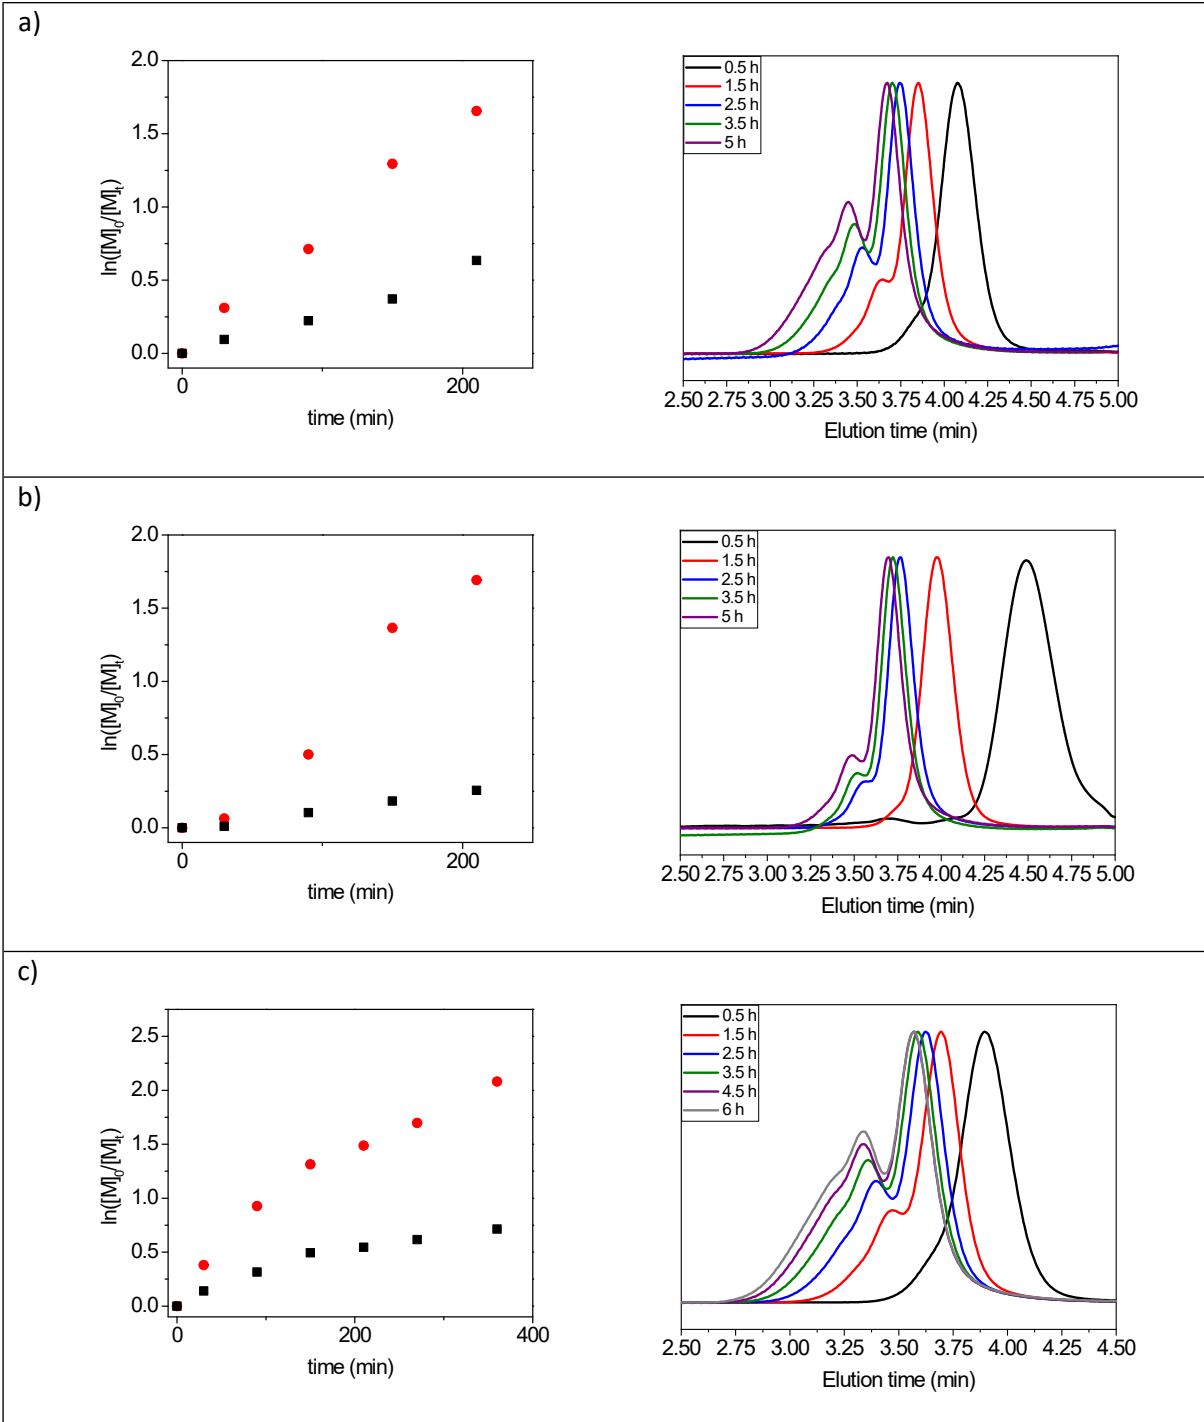 a)
2.0
1.5
1.0
0.5
0.0
ln([M]₀/[M]ₜ)
0 200
time (min)
0.5 h
1.5 h
2.5 h
3.5 h
5 h
2.50 2.75 3.00 3.25 3.50 3.75 4.00 4.25 4.50 4.75 5.00
Elution time (min)
b)
2.0
1.5
1.0
0.5
0.0
ln([M]₀/[M]ₜ)
0 200
time (min)
0.5 h
1.5 h
2.5 h
3.5 h
5 h
2.50 2.75 3.00 3.25 3.50 3.75 4.00 4.25 4.50 4.75 5.00
Elution time (min)
c)
2.5
2.0
1.5
1.0
0.5
0.0
ln([M]₀/[M]ₜ)
0 200 400
time (min)
0.5 h
1.5 h
2.5 h
3.5 h
4.5 h
6 h
2.50 2.75 3.00 3.25 3.50 3.75 4.00 4.25 4.50
Elution time (min)